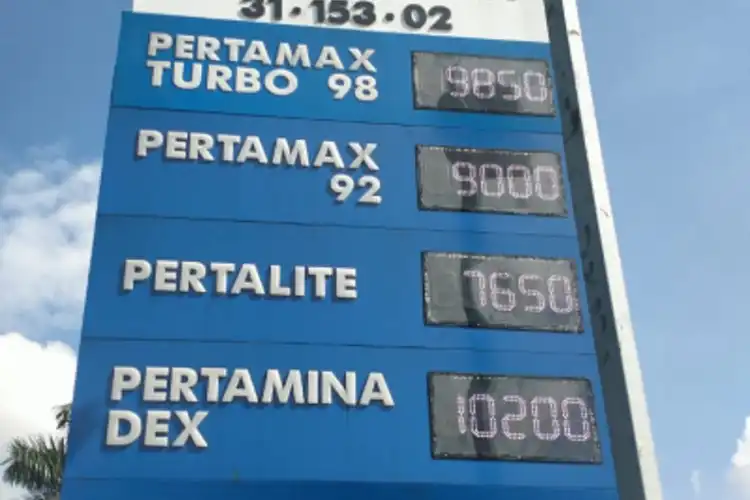 31.153.02
PERTAMAX
TURBO 98
9850
PERTAMAX
92
9000
PERTALITE
7650
PERTAMINA
DEX
10200